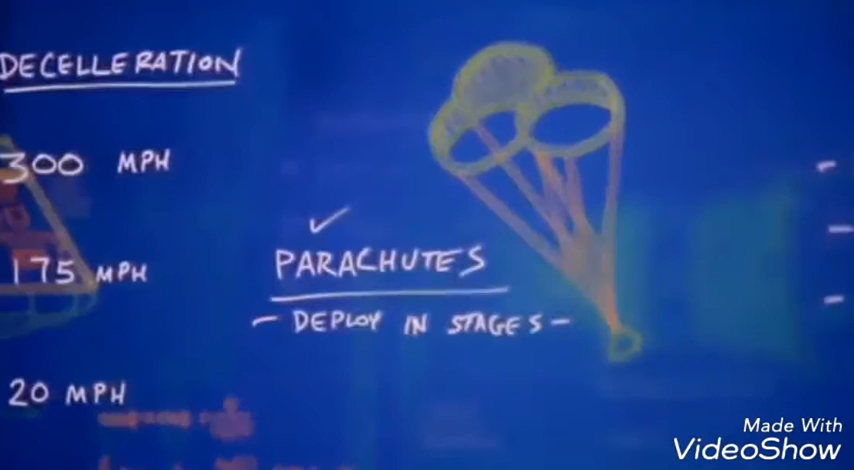 DECELLERATION
300 MPH
175 MPH
20 MPH
✓
PARACHUTES
- DEPLOY IN STAGES -
Made With
VideoShow